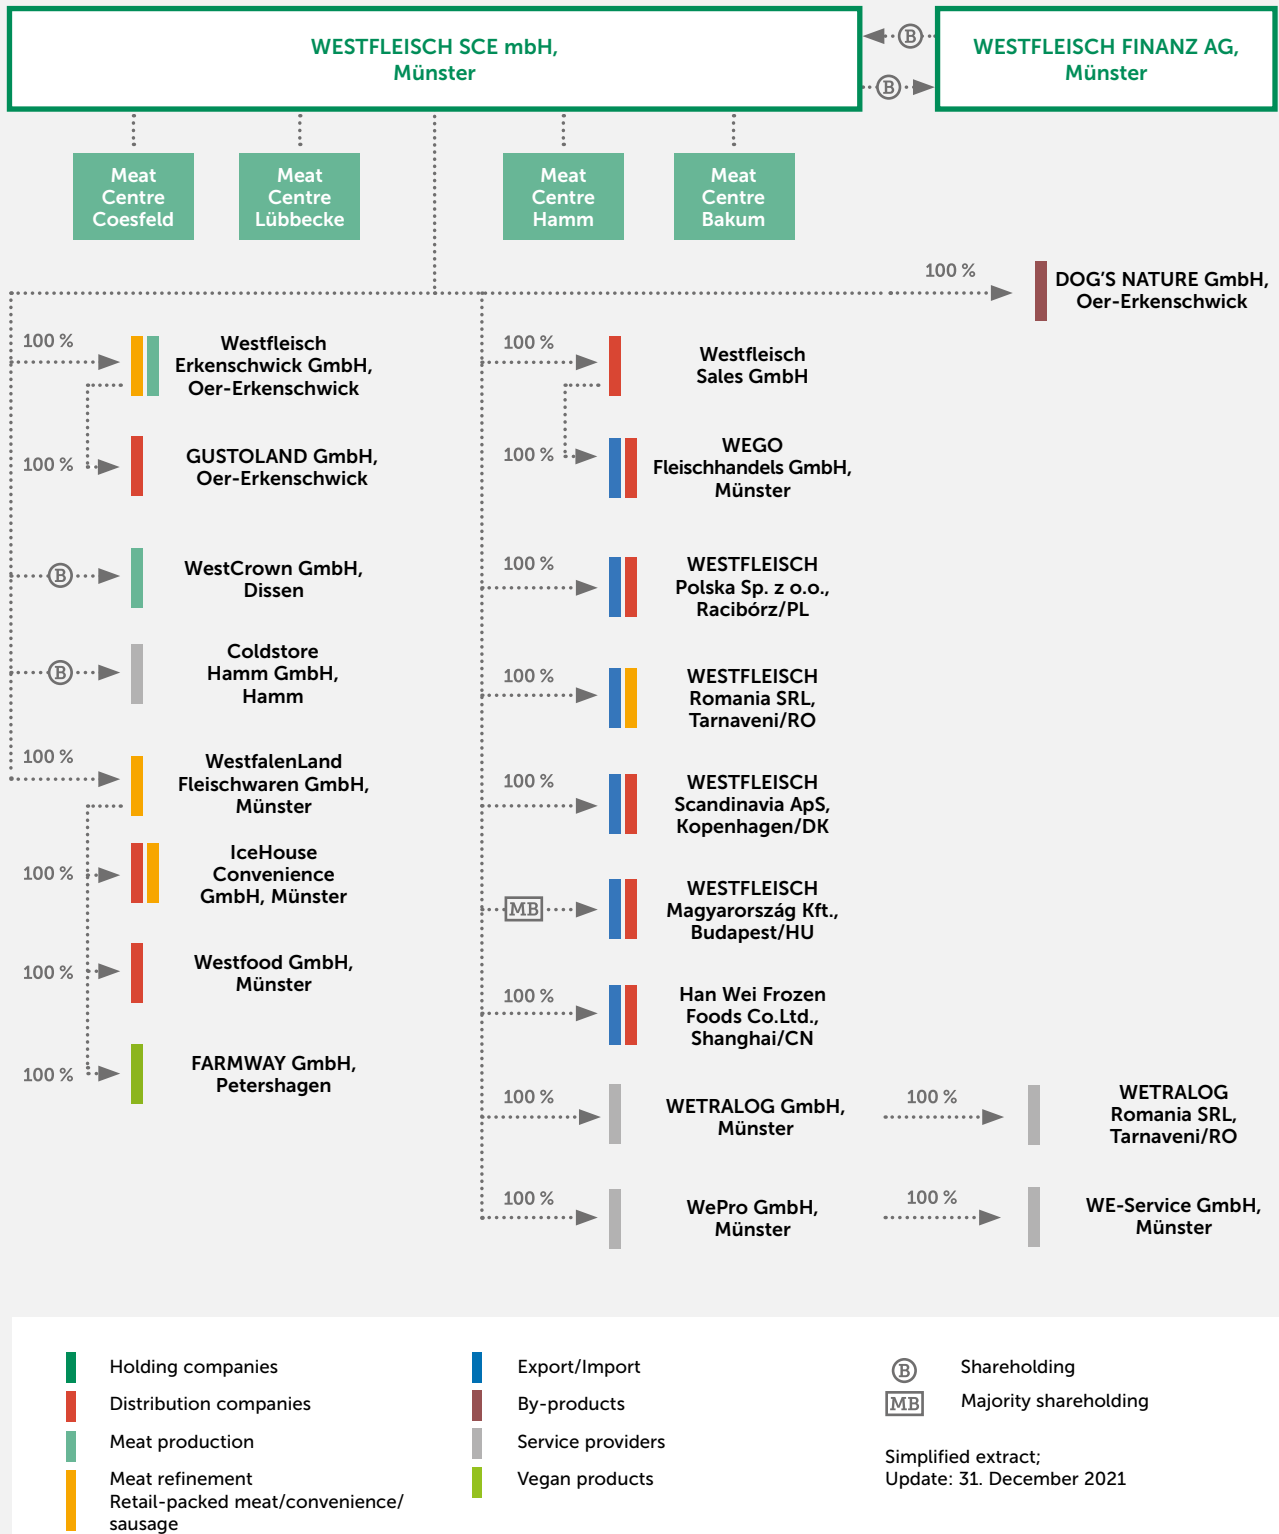 WESTFLEISCH SCE mbH,
Münster
B
B
WESTFLEISCH FINANZ AG,
Münster
Meat
Centre
Coesfeld
Meat
Centre
Lübbecke
Meat
Centre
Hamm
Meat
Centre
Bakum
100 %
DOG’S NATURE GmbH,
Oer-Erkenschwick
100 %
Westfleisch
Erkenschwick GmbH,
Oer-Erkenschwick
100 %
GUSTOLAND GmbH,
Oer-Erkenschwick
B
WestCrown GmbH,
Dissen
B
Coldstore
Hamm GmbH,
Hamm
100 %
WestfalenLand
Fleischwaren GmbH,
Münster
100 %
IceHouse
Convenience
GmbH, Münster
100 %
Westfood GmbH,
Münster
100 %
FARMWAY GmbH,
Petershagen
100 %
Westfleisch
Sales GmbH
100 %
WEGO
Fleischhandels GmbH,
Münster
100 %
WESTFLEISCH
Polska Sp. z o.o.,
Racibórz/PL
100 %
WESTFLEISCH
Romania SRL,
Tarnaveni/RO
100 %
WESTFLEISCH
Scandinavia ApS,
Kopenhagen/DK
MB
WESTFLEISCH
Magyarország Kft.,
Budapest/HU
100 %
Han Wei Frozen
Foods Co.Ltd.,
Shanghai/CN
100 %
WETRALOG GmbH,
Münster
100 %
WETRALOG
Romania SRL,
Tarnaveni/RO
100 %
WePro GmbH,
Münster
100 %
WE-Service GmbH,
Münster
Holding companies
Distribution companies
Meat production
Meat refinement
Retail-packed meat/convenience/
sausage
Export/Import
By-products
Service providers
Vegan products
B Shareholding
MB Majority shareholding
Simplified extract;
Update: 31. December 2021